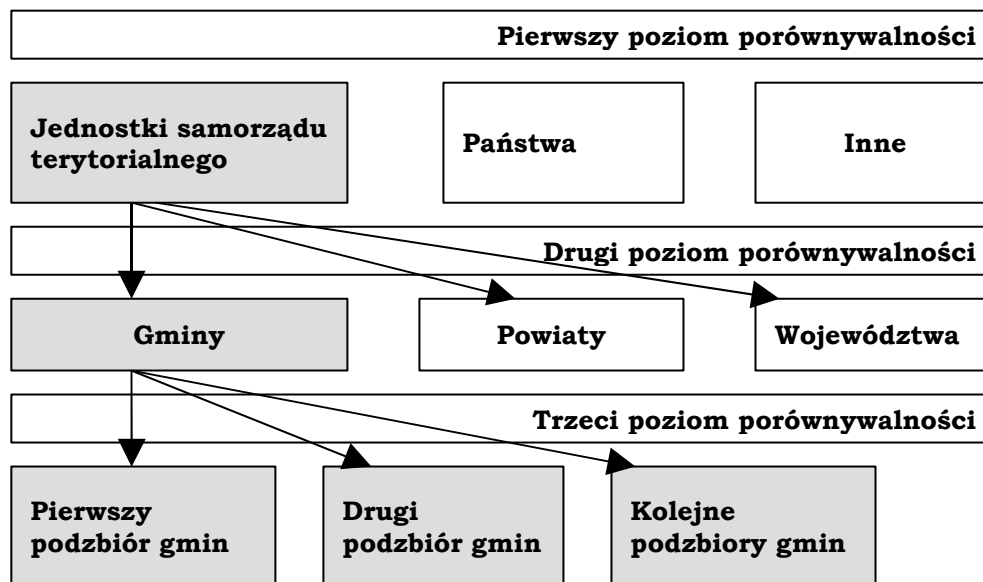 Pierwszy poziom porównywalności
Jednostki samorządu
terytorialnego
Państwa
Inne
Drugi poziom porównywalności
Gminy
Powiaty
Województwa
Trzeci poziom porównywalności
Pierwszy
podzbiór gmin
Drugi
podzbiór gmin
Kolejne
podzbiory gmin